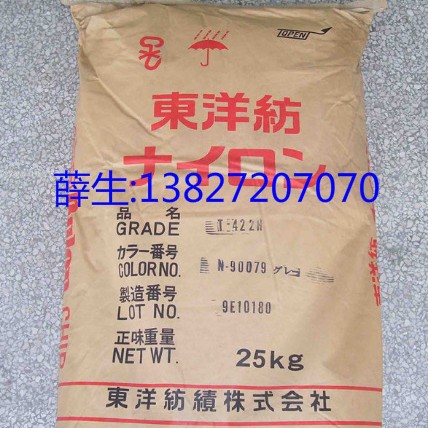 OPEN
東洋紡
ナイロン
薛生:13827207070
品 名
GRADE T-422H
カラー番号
COLOR NO. N-90079
製造番号
LOT NO. 9E10180
正味重量
NET WT. 25kg
東洋紡績株式会社